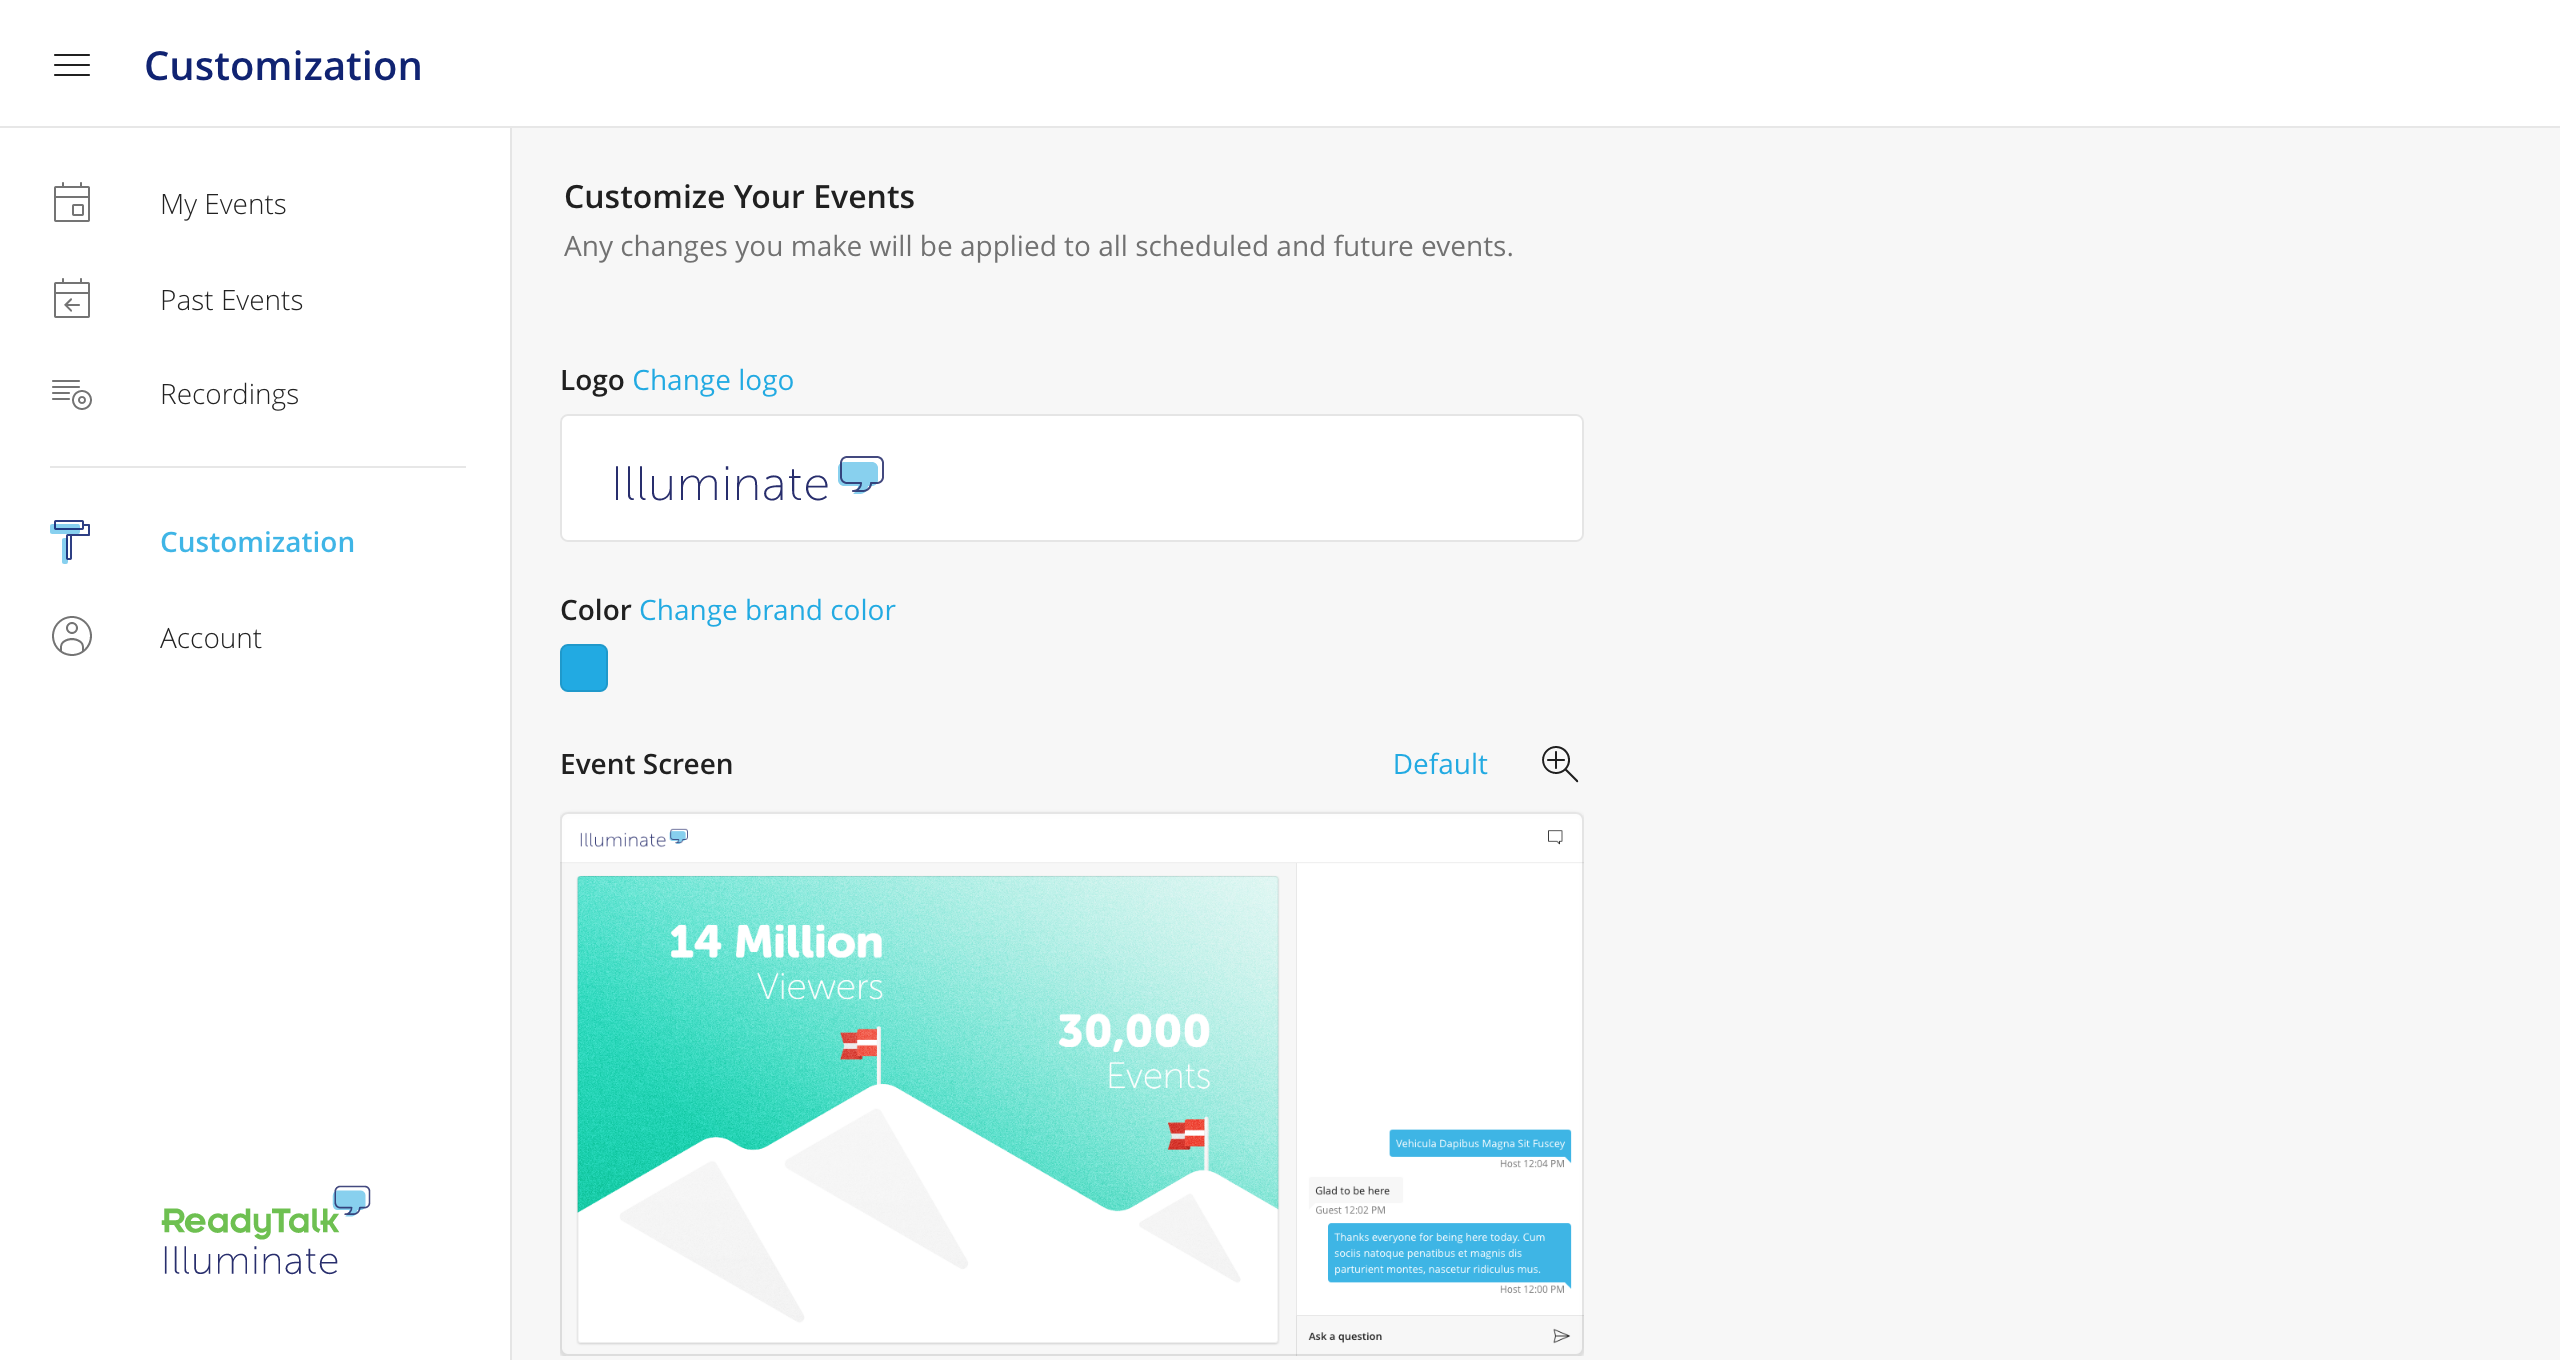 Customization
My Events
Past Events
Recordings
Customization
Account
ReadyTalk
Illuminate
Customize Your Events
Any changes you make will be applied to all scheduled and future events.
Logo Change logo
Illuminate
Color Change brand color
Event Screen Default
Illuminate
14 Million
Viewers
30,000
Events
Vehicula Dapibus Magna Sit Fuscey
Host 12:04 PM
Glad to be here
Guest 12:02 PM
Thanks everyone for being here today. Cum
sociis natoque penatibus et magnis dis
parturient montes, nascetur ridiculus mus.
Host 12:00 PM
Ask a question